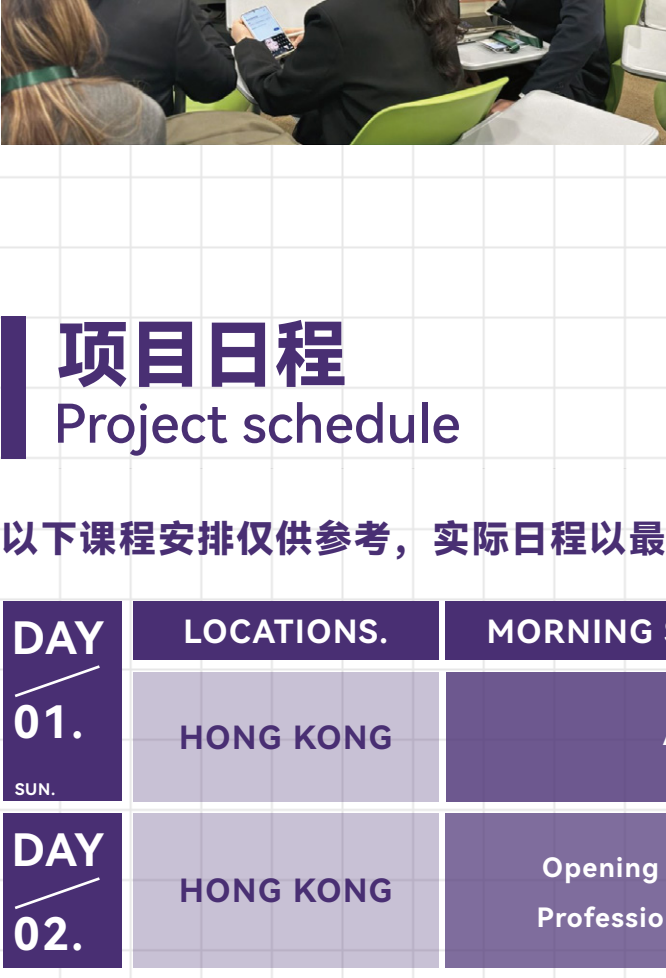 项目日程
Project schedule
以下课程安排仅供参考，实际日程以最
DAY
01.
SUN.
LOCATIONS.
MORNING
HONG KONG
DAY
02.
HONG KONG
Opening
Professio